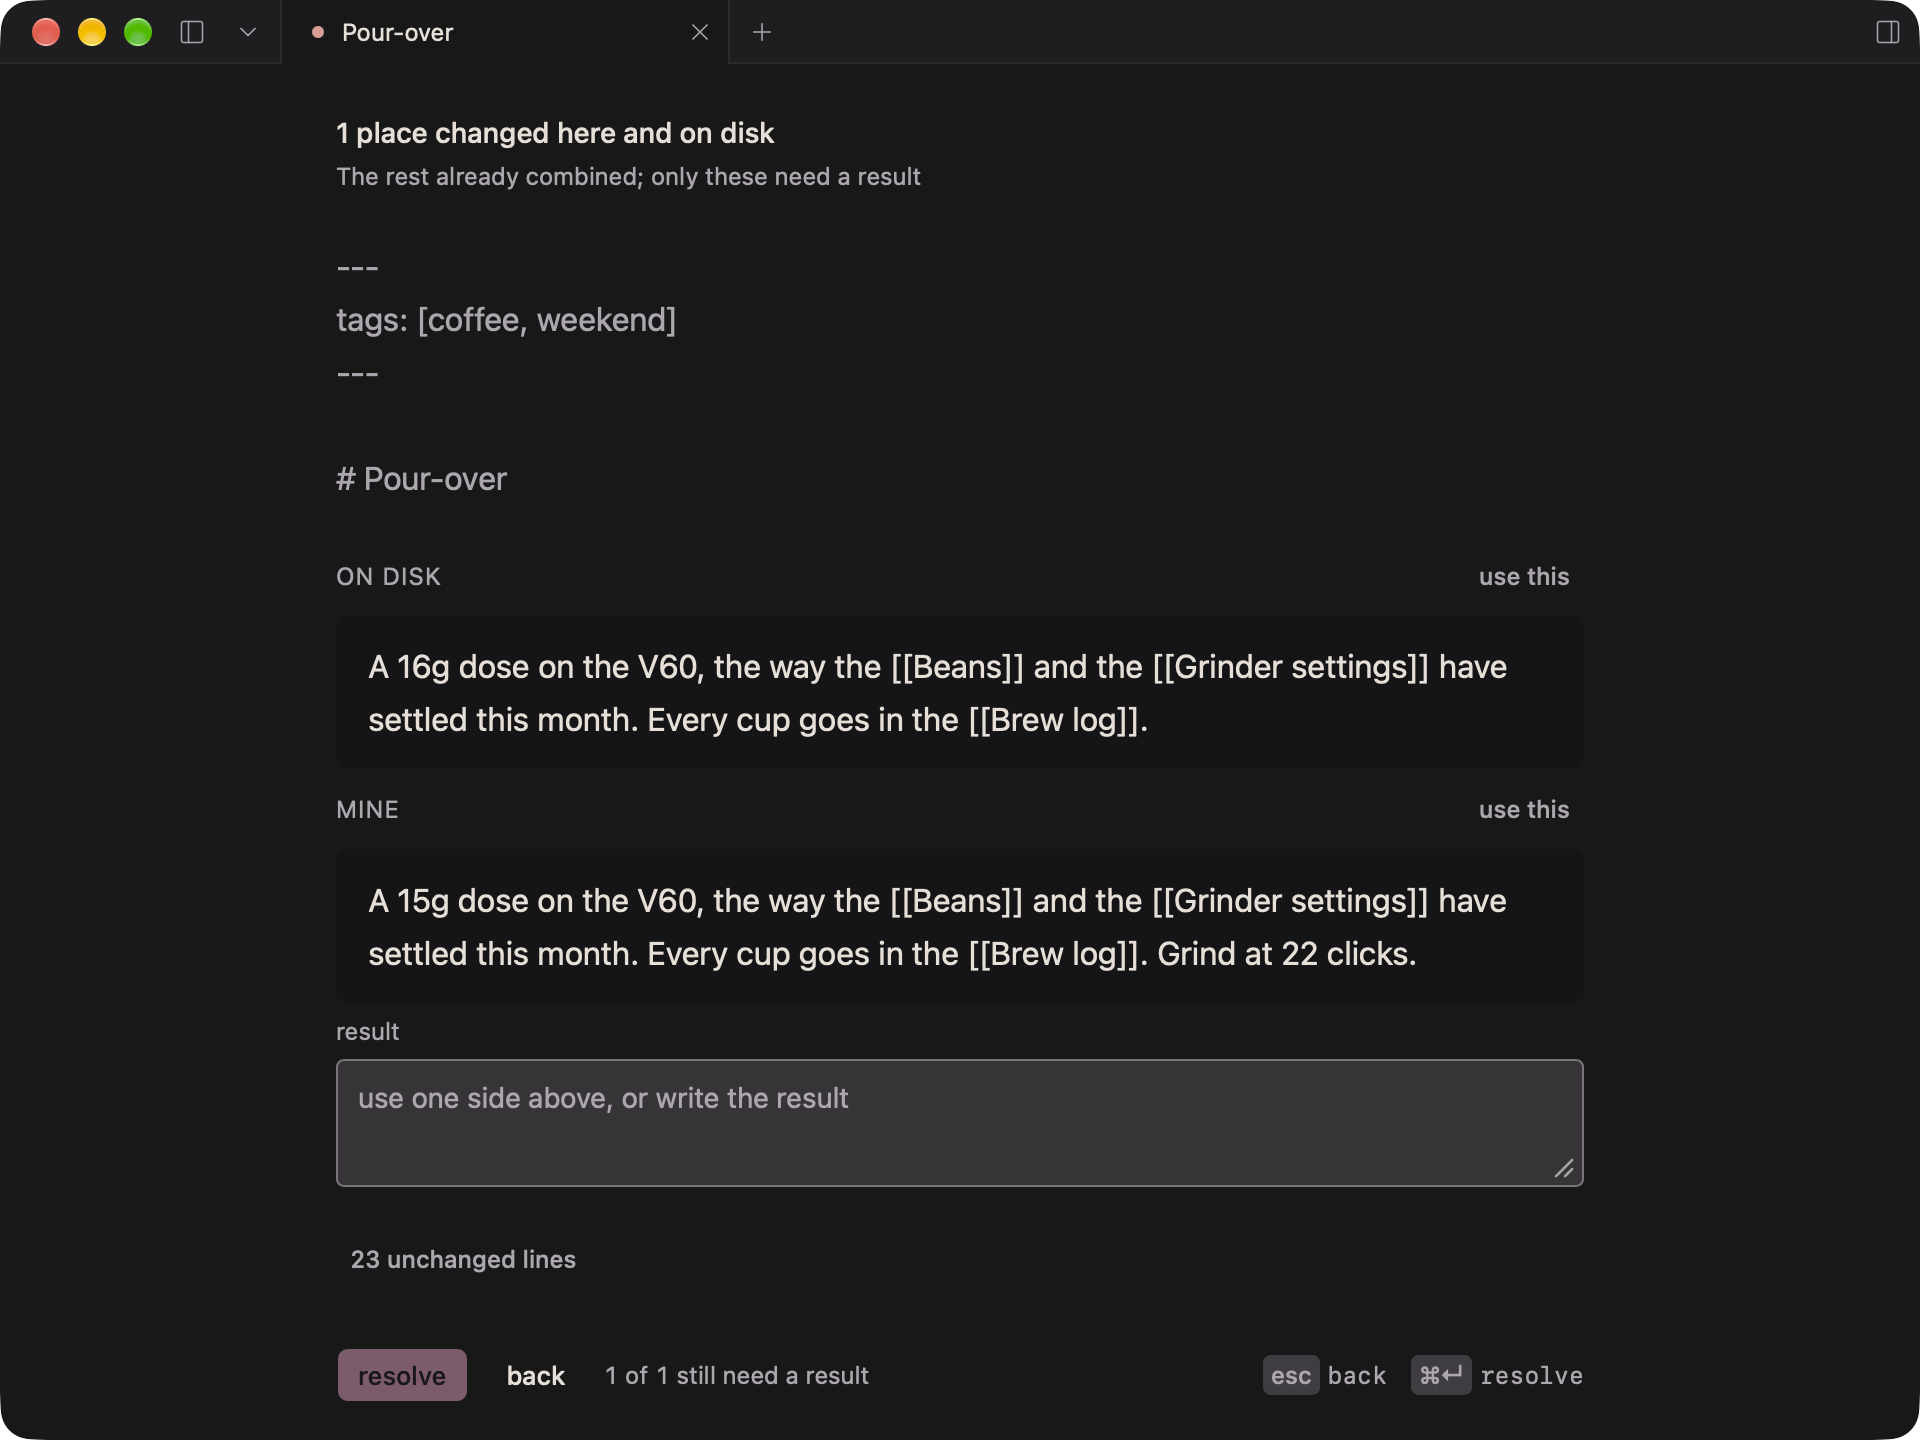 Pour-over
1 place changed here and on disk
The rest already combined; only these need a result
---
tags: [coffee, weekend]
---
# Pour-over
ON DISK
use this
A 16g dose on the V60, the way the [[Beans]] and the [[Grinder settings]] have
settled this month. Every cup goes in the [[Brew log]].
MINE
use this
A 15g dose on the V60, the way the [[Beans]] and the [[Grinder settings]] have
settled this month. Every cup goes in the [[Brew log]]. Grind at 22 clicks.
result
use one side above, or write the result
23 unchanged lines
resolve back 1 of 1 still need a result esc back ⌘↵ resolve